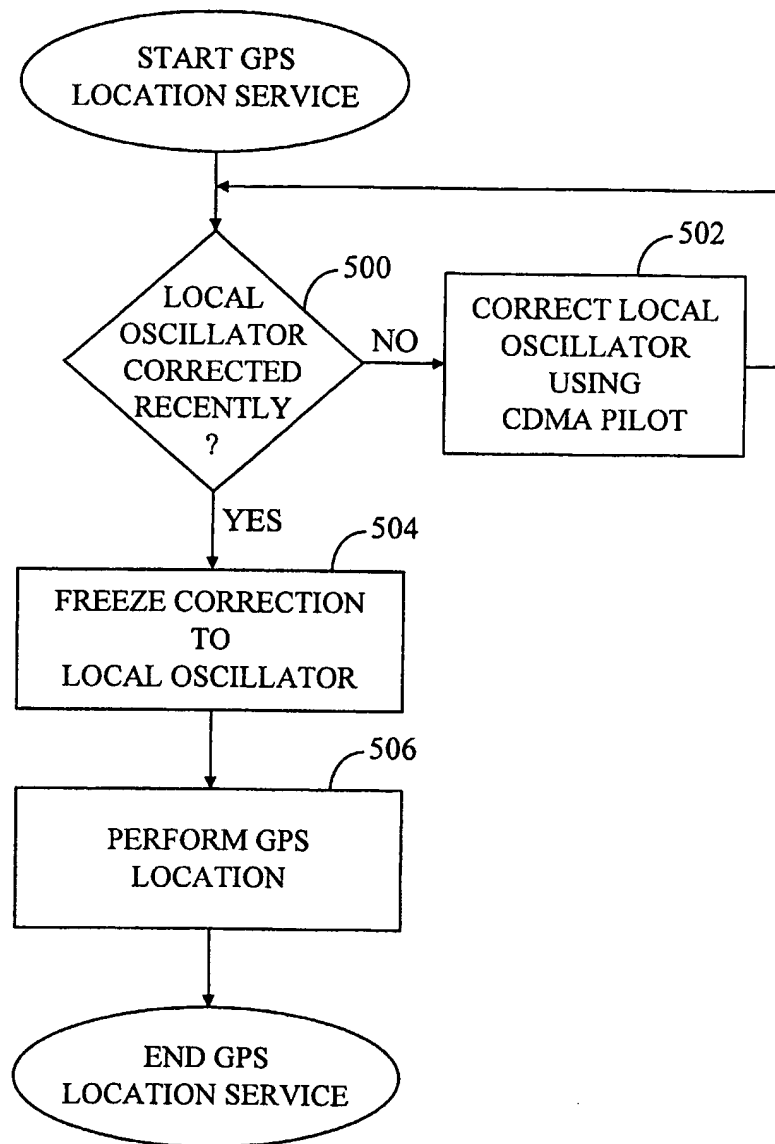 START GPS
LOCATION SERVICE
500
LOCAL
OSCILLATOR
CORRECTED
RECENTLY
?
NO
502
CORRECT LOCAL
OSCILLATOR
USING
CDMA PILOT
YES
504
FREEZE CORRECTION
TO
LOCAL OSCILLATOR
506
PERFORM GPS
LOCATION
END GPS
LOCATION SERVICE